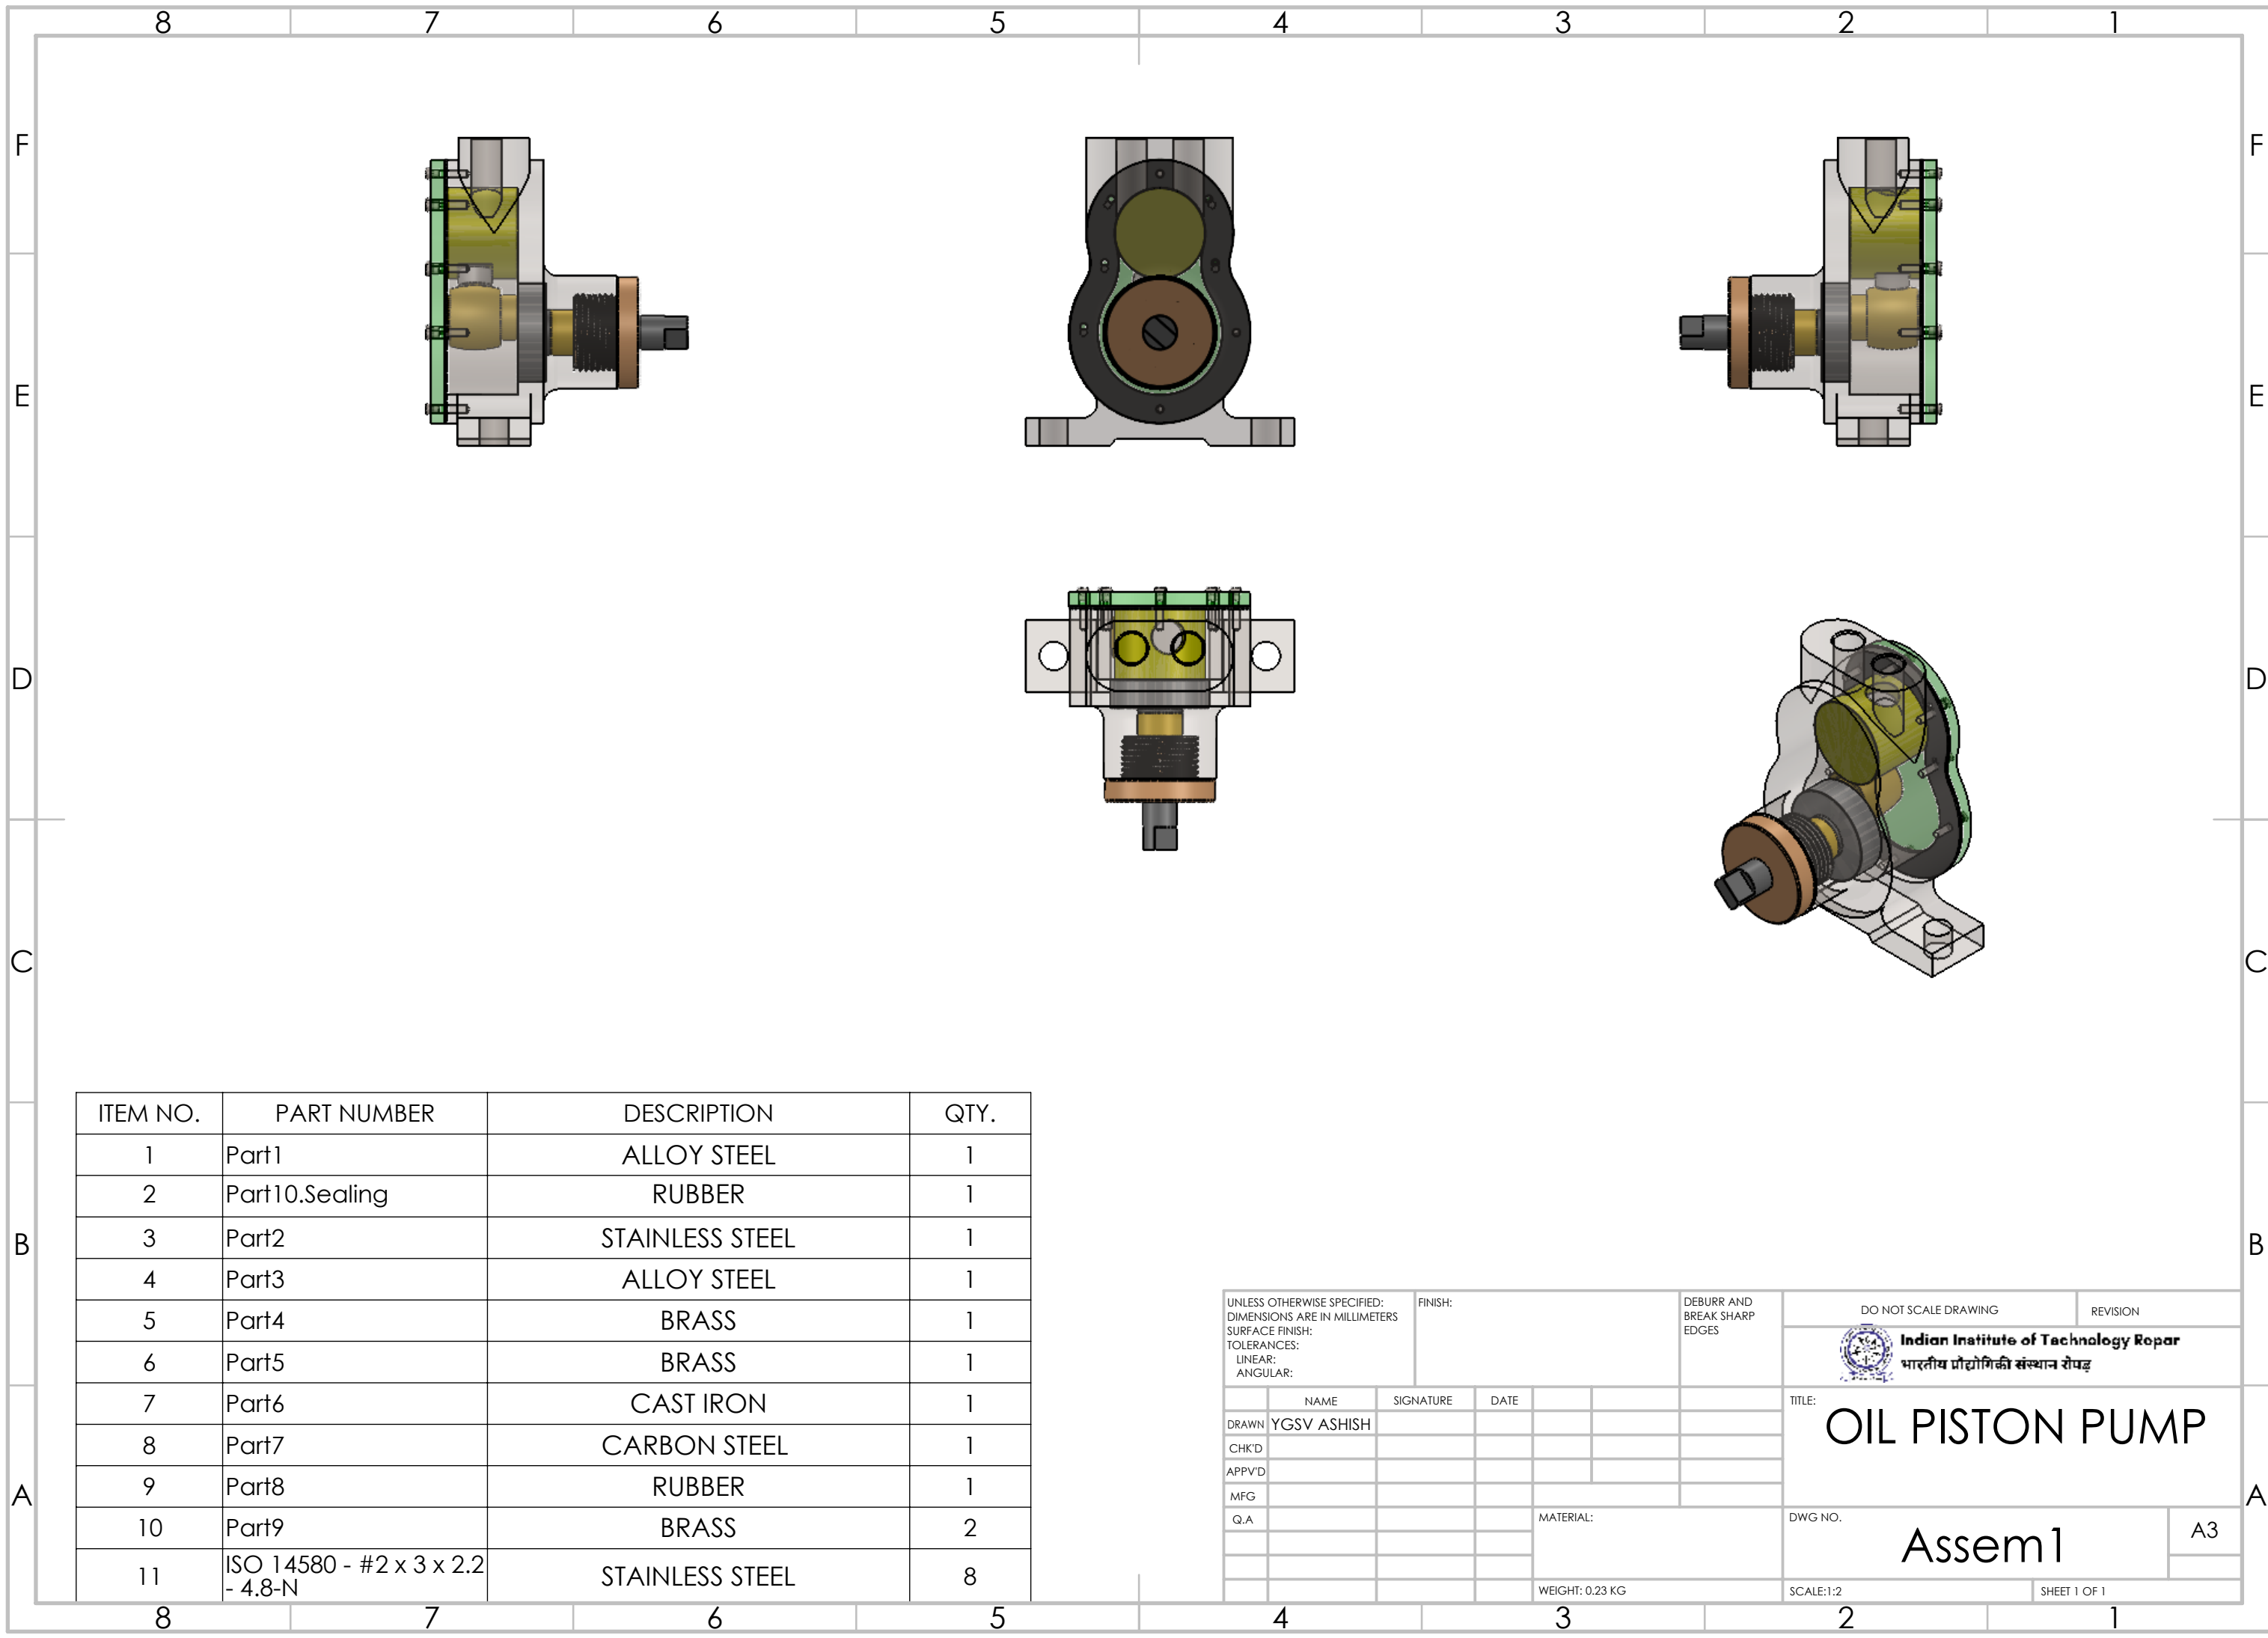 8 7 6 5 4 3 2 1
F F
E E
D D
C C
B B
A A
ITEM NO. PART NUMBER DESCRIPTION QTY.
1 Part1 ALLOY STEEL 1
2 Part10.Sealing RUBBER 1
3 Part2 STAINLESS STEEL 1
4 Part3 ALLOY STEEL 1
5 Part4 BRASS 1
6 Part5 BRASS 1
7 Part6 CAST IRON 1
8 Part7 CARBON STEEL 1
9 Part8 RUBBER 1
10 Part9 BRASS 2
11 ISO 14580 - #2 x 3 x 2.2 STAINLESS STEEL 8
- 4.8-N
UNLESS OTHERWISE SPECIFIED:
DIMENSIONS ARE IN MILLIMETERS
SURFACE FINISH:
TOLERANCES:
LINEAR:
ANGULAR:
FINISH:
DEBURR AND
BREAK SHARP
EDGES
DO NOT SCALE DRAWING
REVISION
Indian Institute of Technology Ropar
भारतीय प्रौद्योगिकी संस्थान रोपड़
NAME SIGNATURE DATE
DRAWN YGSV ASHISH
CHK'D
APPV'D
MFG
Q.A
TITLE:
OIL PISTON PUMP
MATERIAL:
DWG NO.
Assem1
A3
WEIGHT: 0.23 KG
SCALE:1:2
SHEET 1 OF 1
8 7 6 5 4 3 2 1